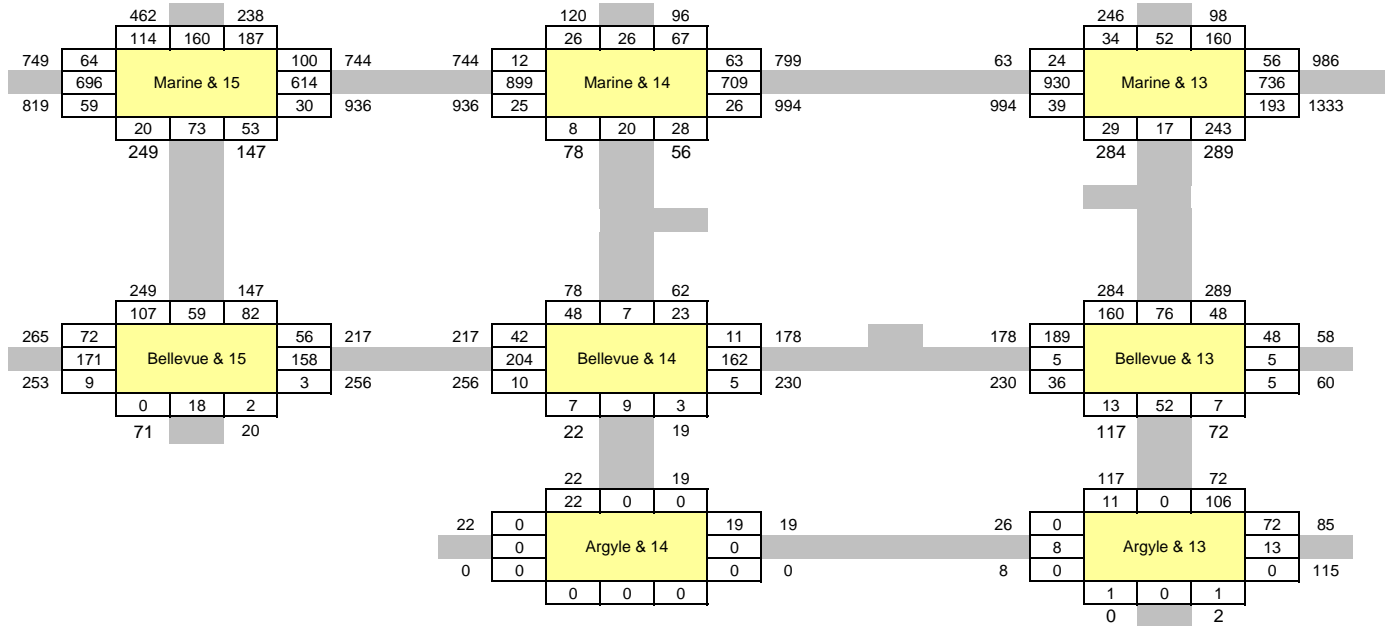 462 238 120 96 246 98
114 160 187 26 26 67 34 52 160
749 64 100 744 744 12 63 799 63 24 56 986
696 Marine & 15 614 899 Marine & 14 709 930 Marine & 13 736
819 59 30 936 936 25 26 994 994 39 193 1333
20 73 53 8 20 28 29 17 243
249 147 78 56 284 289
249 147 78 62 284 289
107 59 82 48 7 23 160 76 48
265 72 56 217 217 42 11 178 178 189 48 58
171 Bellevue & 15 158 204 Bellevue & 14 162 5 Bellevue & 13 5
253 9 3 256 256 10 5 230 230 36 5 60
0 18 2 7 9 3 13 52 7
71 20 22 19 117 72
22 19 117 72
22 0 0 11 0 106
22 0 19 19 26 0 72 85
0 Argyle & 14 0 8 Argyle & 13 13
0 0 0 0 8 0 0 115
0 0 0 1 0 1
0 2